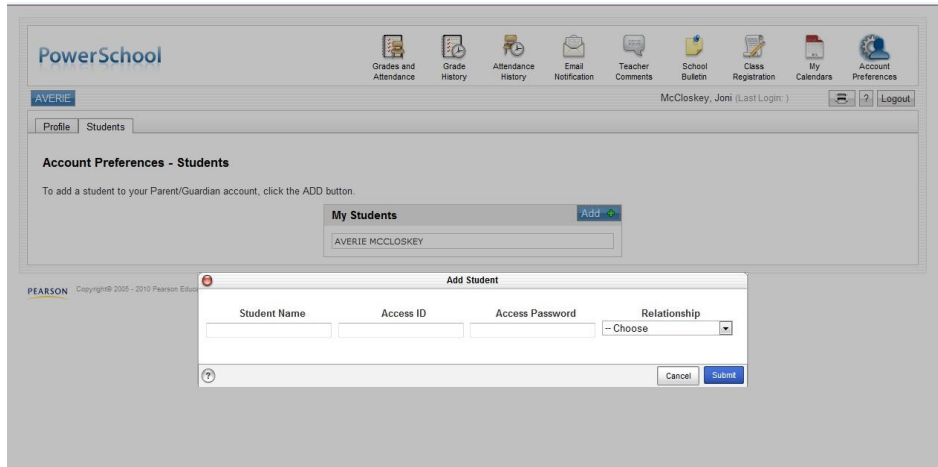 PowerSchool
Grades and Attendance
Grade History
Attendance History
Email Notification
Teacher Comments
School Bulletin
Class Registration
My Calendars
Account Preferences
AVERIE
McCloskey, Joni (Last Login: )
? Logout
Profile Students
Account Preferences - Students
To add a student to your Parent/Guardian account, click the ADD button.
My Students Add
AVERIE MCCLOSKEY
Add Student
PEARSON Copyright© 2005 - 2010 Pearson Educ
Student Name Access ID Access Password Relationship
-- Choose
? Cancel Submit